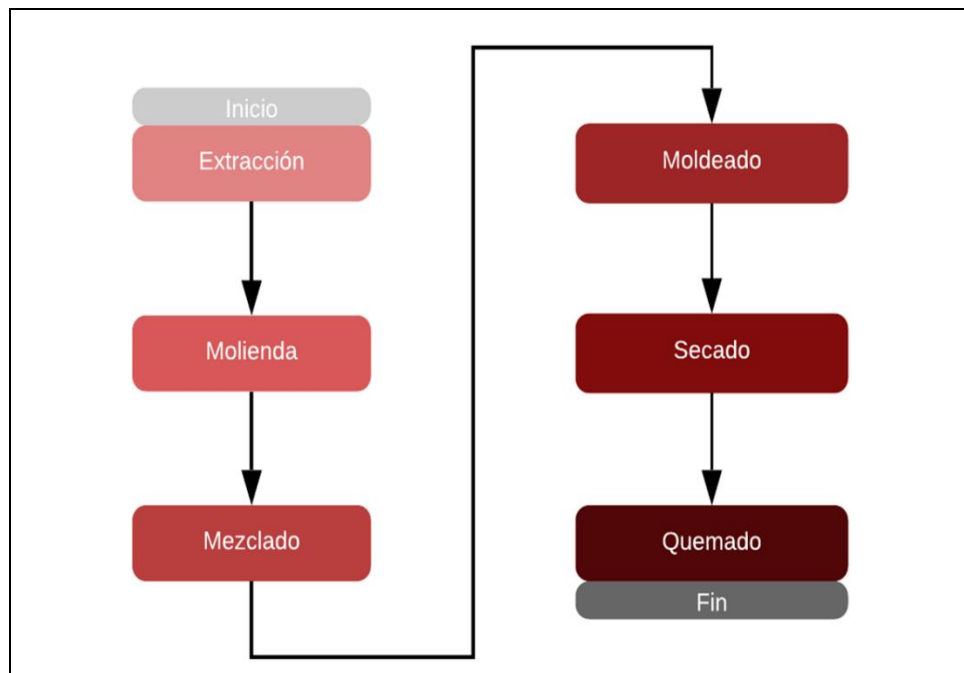 Inicio
Extracción
Molienda
Mezclado
Moldeado
Secado
Quemado
Fin